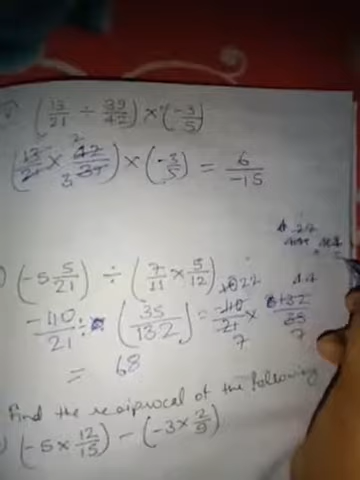 (13/21 ÷ 39/42) × (-3/5)
(13/21 × 42/39) × (-3/5) = 6/-15
(-5 5/21) ÷ (7/11 × 5/12)
-110/21 ÷ (35/132) = -110/21 × 132/35
= 68
Find the reciprocal of the following
(-5 × 12/15) - (-3 × 2/9)